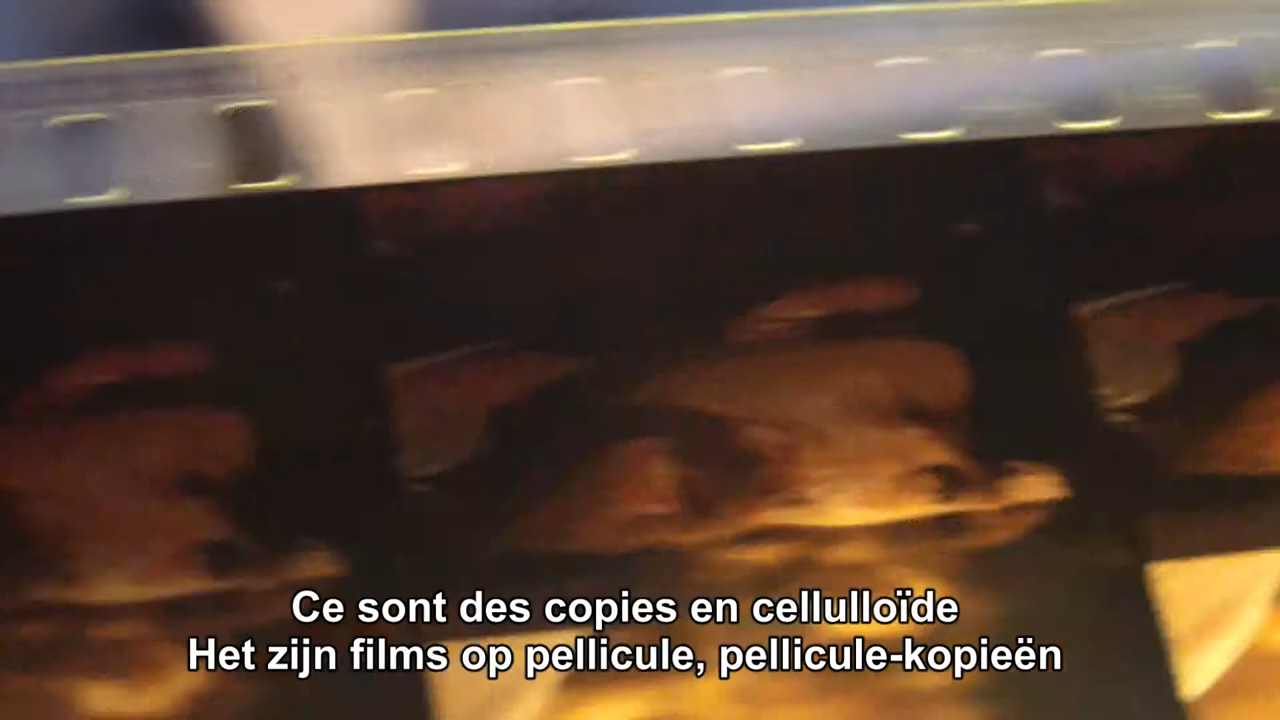 Ce sont des copies en cellulloïde
Het zijn films op pellicule, pellicule-kopieën